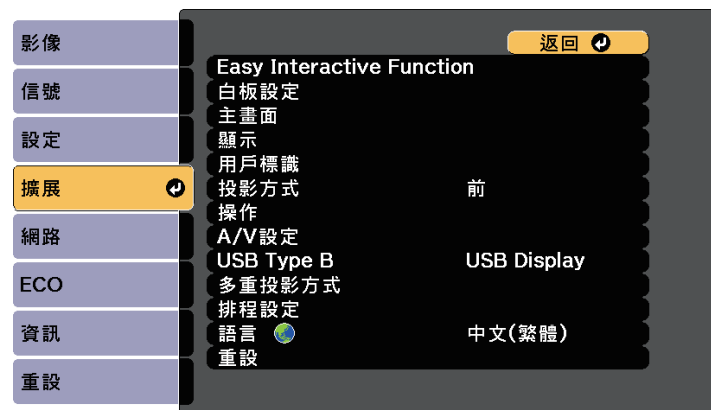 影像
信號
設定
擴展
網路
ECO
資訊
重設
返回
Easy Interactive Function
白板設定
主畫面
顯示
用戶標識
投影方式 前
操作
A/V設定
USB Type B USB Display
多重投影方式
排程設定
語言 中文(繁體)
重設